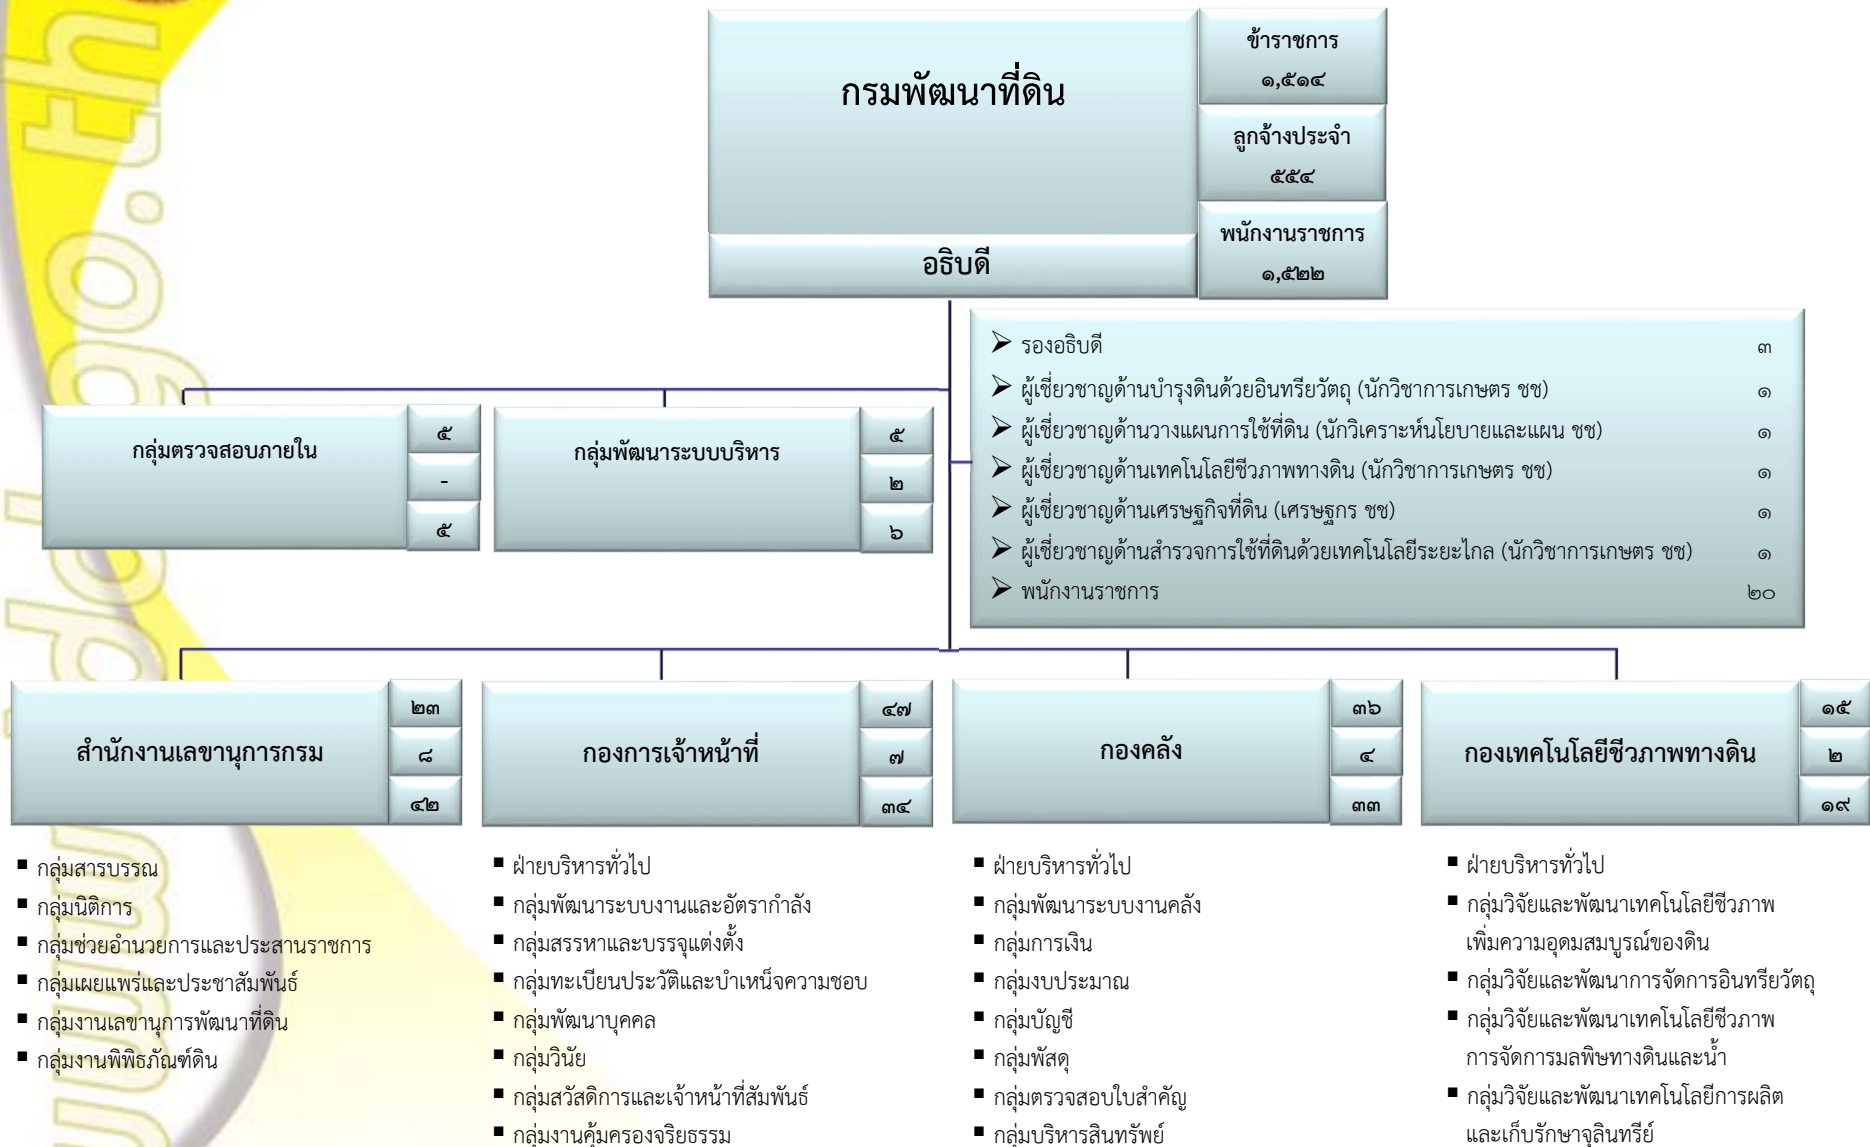 กรมพัฒนาที่ดิน
อธิบดี
ข้าราชการ
๑,๕๑๔
ลูกจ้างประจำ
๕๕๔
พนักงานราชการ
๑,๕๒๒
➢ รองอธิบดี ๓
➢ ผู้เชี่ยวชาญด้านบำรุงดินด้วยอินทรียวัตถุ (นักวิชาการเกษตร ชช) ๑
➢ ผู้เชี่ยวชาญด้านวางแผนการใช้ที่ดิน (นักวิเคราะห์นโยบายและแผน ชช) ๑
➢ ผู้เชี่ยวชาญด้านเทคโนโลยีชีวภาพทางดิน (นักวิชาการเกษตร ชช) ๑
➢ ผู้เชี่ยวชาญด้านเศรษฐกิจที่ดิน (เศรษฐกร ชช) ๑
➢ ผู้เชี่ยวชาญด้านสำรวจการใช้ที่ดินด้วยเทคโนโลยีระยะไกล (นักวิชาการเกษตร ชช) ๑
➢ พนักงานราชการ ๒๐
กลุ่มตรวจสอบภายใน
๕
-
๕
กลุ่มพัฒนาระบบบริหาร
๕
๒
๖
สำนักงานเลขานุการกรม
๒๓
๘
๔๒
กองการเจ้าหน้าที่
๔๗
๗
๓๔
กองคลัง
๓๖
๔
๓๓
กองเทคโนโลยีชีวภาพทางดิน
๑๕
๒
๑๙
▪ กลุ่มสารบรรณ
▪ กลุ่มนิติการ
▪ กลุ่มช่วยอำนวยการและประสานราชการ
▪ กลุ่มเผยแพร่และประชาสัมพันธ์
▪ กลุ่มงานเลขานุการพัฒนาที่ดิน
▪ กลุ่มงานพิพิธภัณฑ์ดิน
▪ ฝ่ายบริหารทั่วไป
▪ กลุ่มพัฒนาระบบงานและอัตรากำลัง
▪ กลุ่มสรรหาและบรรจุแต่งตั้ง
▪ กลุ่มทะเบียนประวัติและบำเหน็จความชอบ
▪ กลุ่มพัฒนาบุคคล
▪ กลุ่มวินัย
▪ กลุ่มสวัสดิการและเจ้าหน้าที่สัมพันธ์
▪ กลุ่มงานคุ้มครองจริยธรรม
▪ ฝ่ายบริหารทั่วไป
▪ กลุ่มพัฒนาระบบงานคลัง
▪ กลุ่มการเงิน
▪ กลุ่มงบประมาณ
▪ กลุ่มบัญชี
▪ กลุ่มพัสดุ
▪ กลุ่มตรวจสอบใบสำคัญ
▪ กลุ่มบริหารสินทรัพย์
▪ ฝ่ายบริหารทั่วไป
▪ กลุ่มวิจัยและพัฒนาเทคโนโลยีชีวภาพ
เพิ่มความอุดมสมบูรณ์ของดิน
▪ กลุ่มวิจัยและพัฒนาการจัดการอินทรียวัตถุ
▪ กลุ่มวิจัยและพัฒนาเทคโนโลยีชีวภาพ
การจัดการมลพิษทางดินและน้ำ
▪ กลุ่มวิจัยและพัฒนาเทคโนโลยีการผลิต
และเก็บรักษาจุลินทรีย์